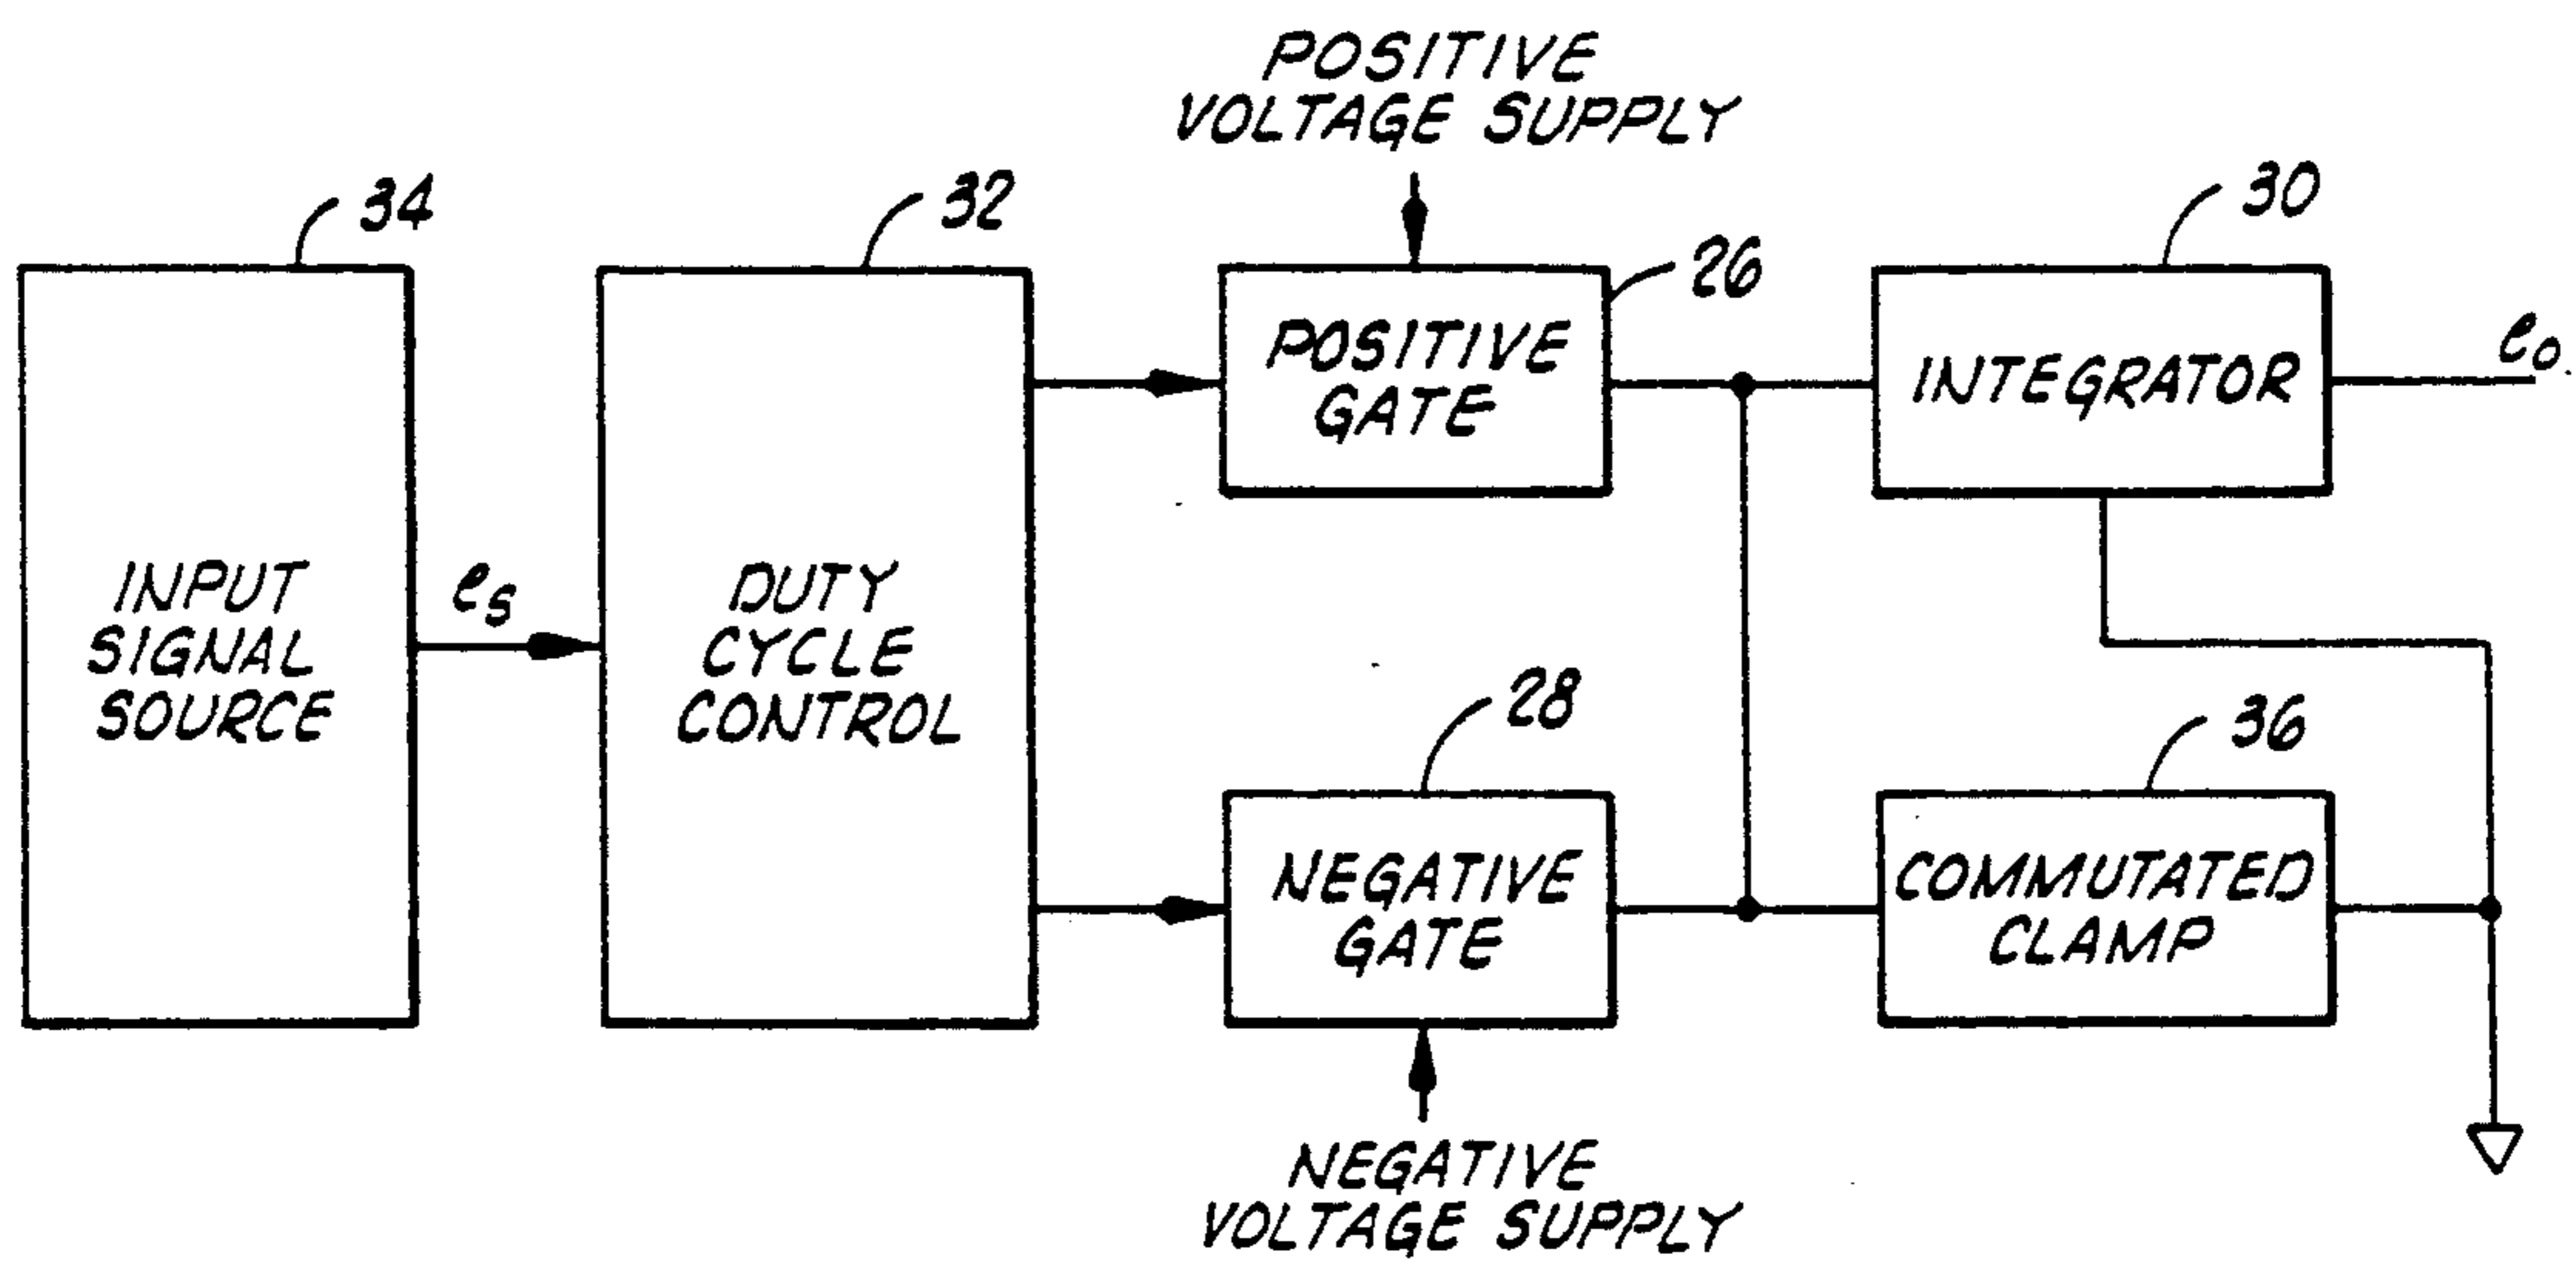 POSITIVE
VOLTAGE SUPPLY
34
32
30
26
POSITIVE
GATE
INTEGRATOR
eo
INPUT
SIGNAL
SOURCE
es
DUTY
CYCLE
CONTROL
28
36
NEGATIVE
GATE
COMMUTATED
CLAMP
NEGATIVE
VOLTAGE SUPPLY